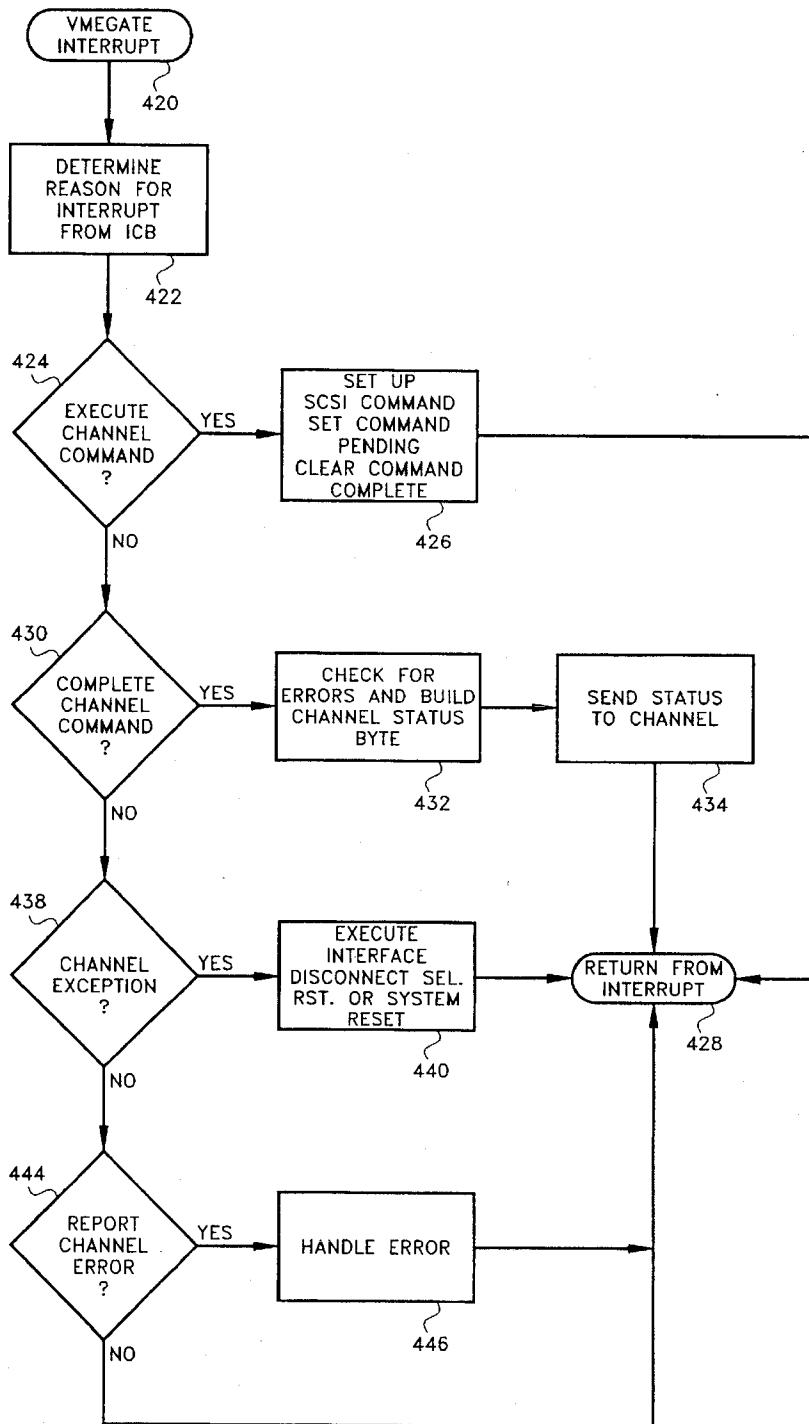 VMEGATE
INTERRUPT
420
DETERMINE
REASON FOR
INTERRUPT
FROM ICB
422
424
EXECUTE
CHANNEL
COMMAND
?
YES
NO
SET UP
SCSI COMMAND
SET COMMAND
PENDING
CLEAR COMMAND
COMPLETE
426
430
COMPLETE
CHANNEL
COMMAND
?
YES
NO
CHECK FOR
ERRORS AND BUILD
CHANNEL STATUS
BYTE
432
SEND STATUS
TO CHANNEL
434
438
CHANNEL
EXCEPTION
?
YES
NO
EXECUTE
INTERFACE
DISCONNECT SEL.
RST. OR SYSTEM
RESET
440
RETURN FROM
INTERRUPT
428
444
REPORT
CHANNEL
ERROR
?
YES
NO
HANDLE ERROR
446